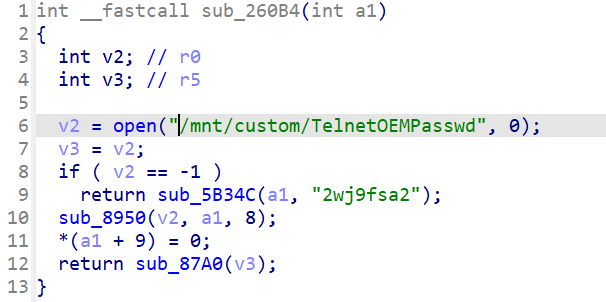 1 int __fastcall sub_260B4(int a1)
2 {
3   int v2; // r0
4   int v3; // r5
5
6   v2 = open("/mnt/custom/TelnetOEMPasswd", 0);
7   v3 = v2;
8   if ( v2 == -1 )
9     return sub_5B34C(a1, "2wj9fsa2");
10   sub_8950(v2, a1, 8);
11   *(a1 + 9) = 0;
12   return sub_87A0(v3);
13 }